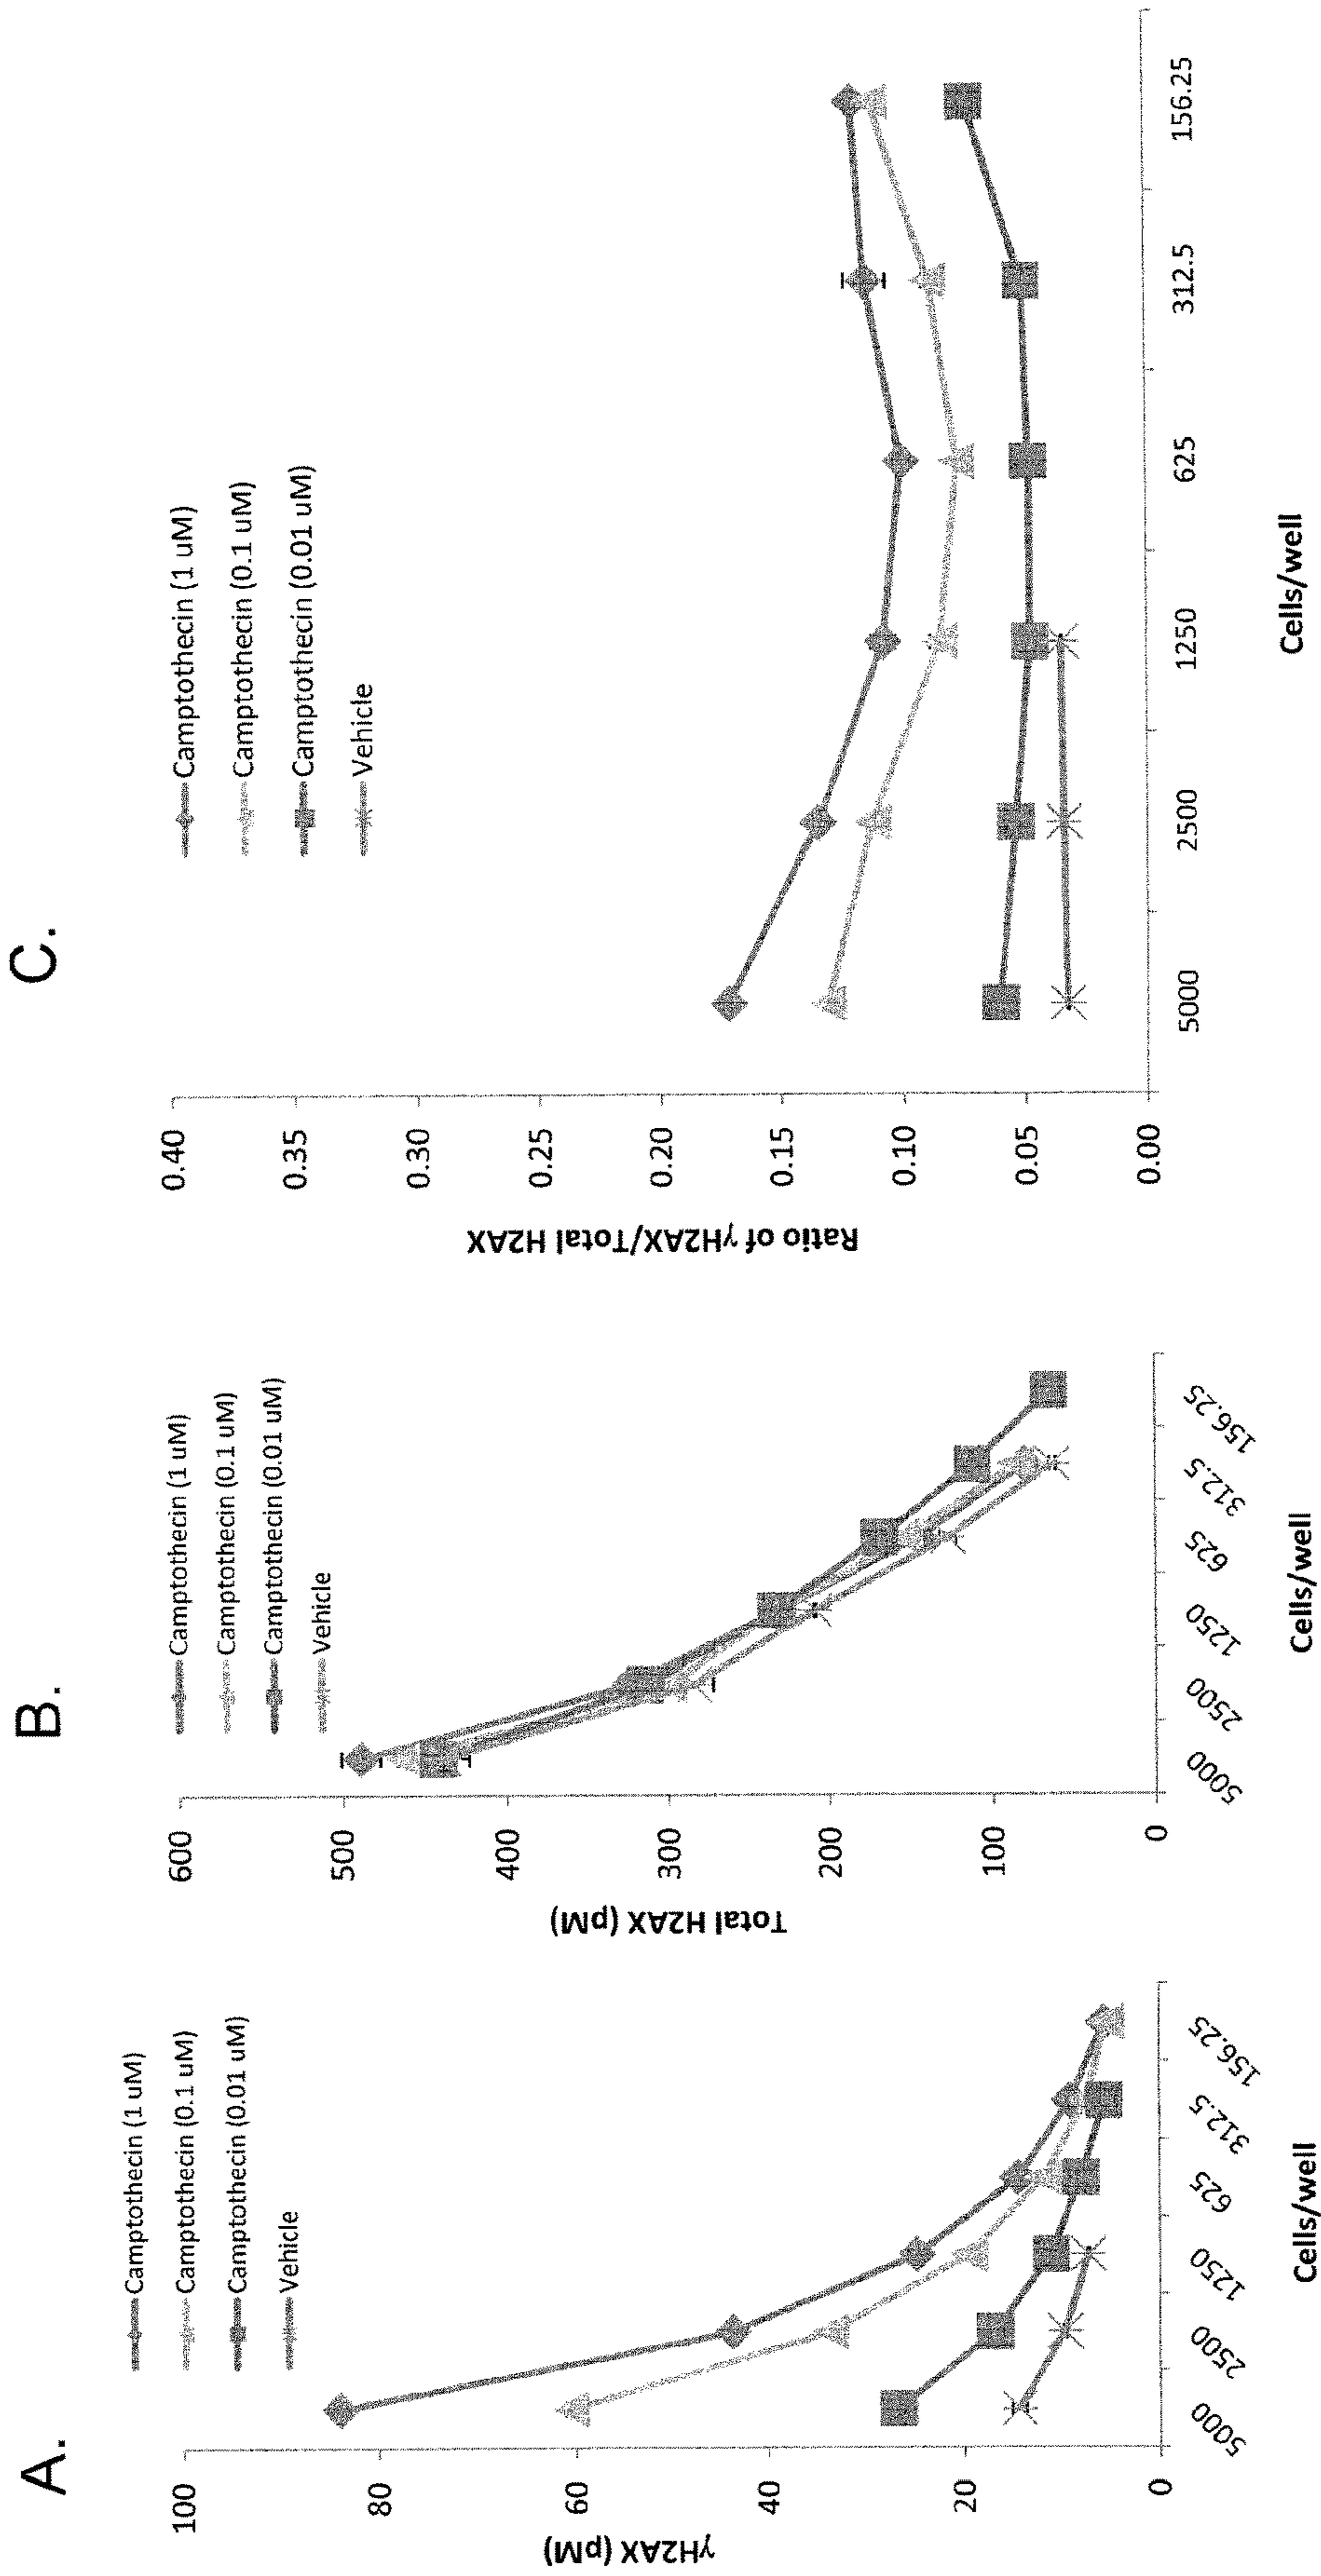 A.
Camptothecin (1 uM)
Camptothecin (0.1 uM)
Camptothecin (0.01 uM)
Vehicle
100
80
60
40
20
0
γH2AX (pM)
5000
2500
1250
625
312.5
156.25
Cells/well
B.
Camptothecin (1 uM)
Camptothecin (0.1 uM)
Camptothecin (0.01 uM)
Vehicle
600
500
400
300
200
100
0
Total H2AX (pM)
5000
2500
1250
625
312.5
156.25
Cells/well
C.
Camptothecin (1 uM)
Camptothecin (0.1 uM)
Camptothecin (0.01 uM)
Vehicle
0.40
0.35
0.30
0.25
0.20
0.15
0.10
0.05
0.00
Ratio of γH2AX/Total H2AX
5000
2500
1250
625
312.5
156.25
Cells/well